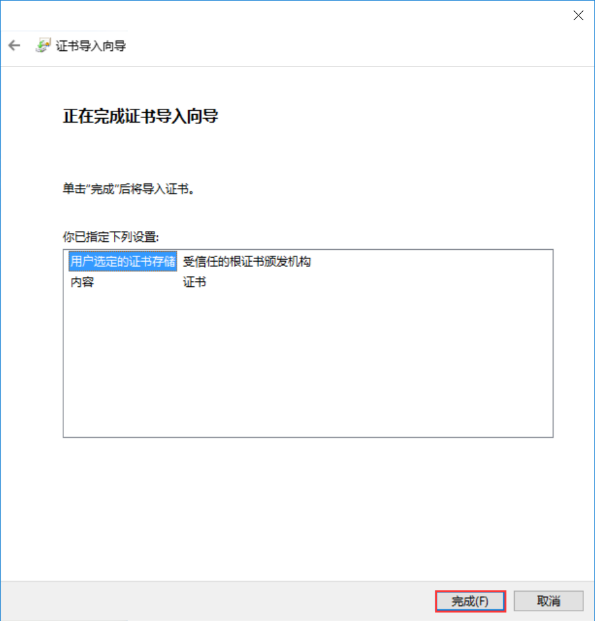 证书导入向导
正在完成证书导入向导
单击"完成"后将导入证书。
你已指定下列设置:
用户选定的证书存储 受信任的根证书颁发机构
内容 证书
完成(F) 取消